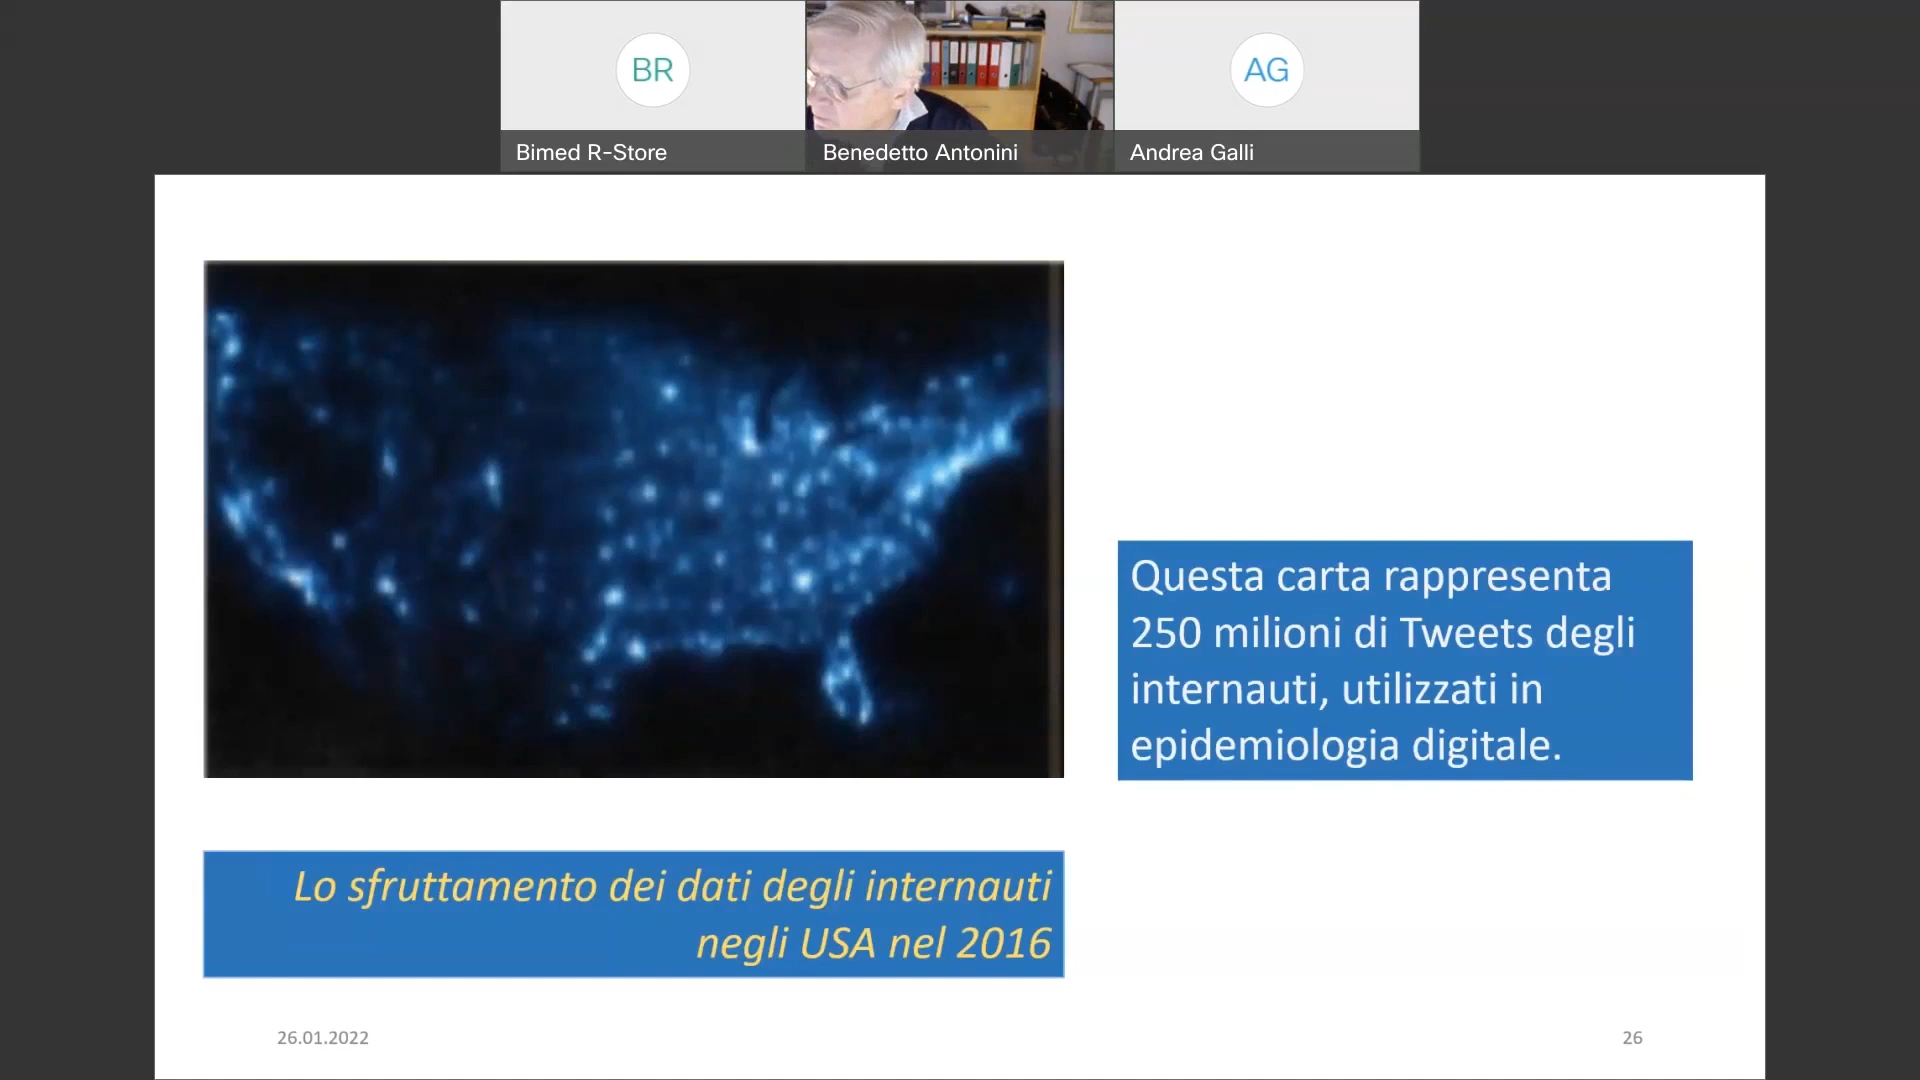 BR
AG
Bimed R-Store
Benedetto Antonini
Andrea Galli
Questa carta rappresenta
250 milioni di Tweets degli
internauti, utilizzati in
epidemiologia digitale.
Lo sfruttamento dei dati degli internauti
negli USA nel 2016
26.01.2022
26